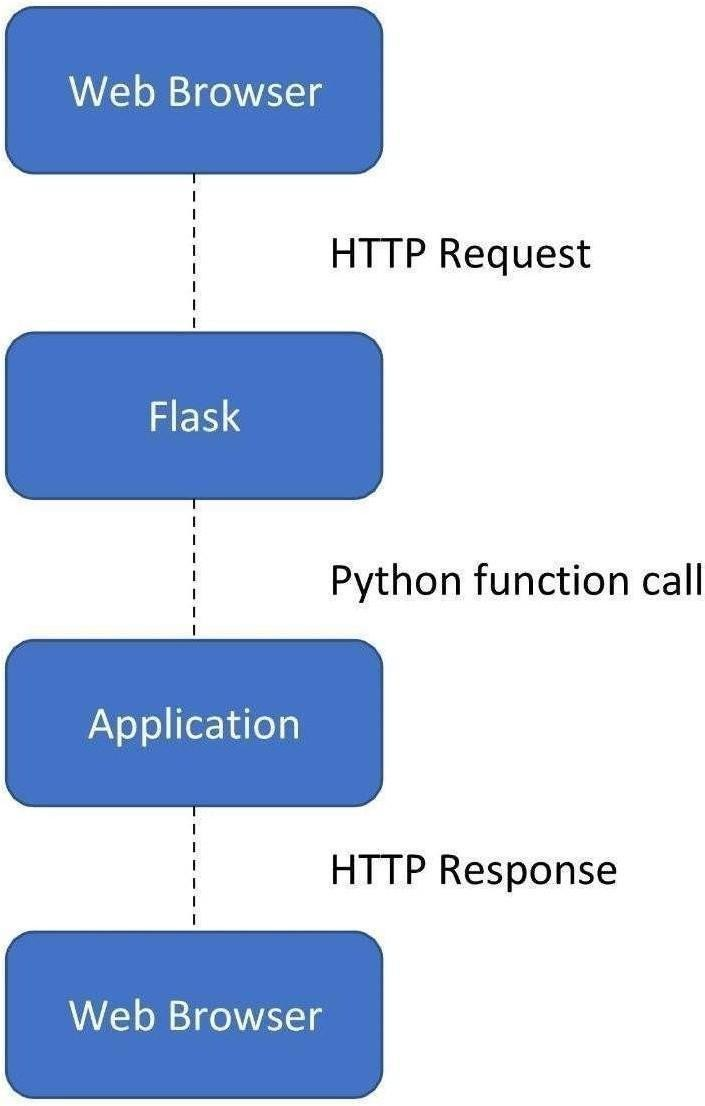 Web Browser
HTTP Request
Flask
Python function call
Application
HTTP Response
Web Browser